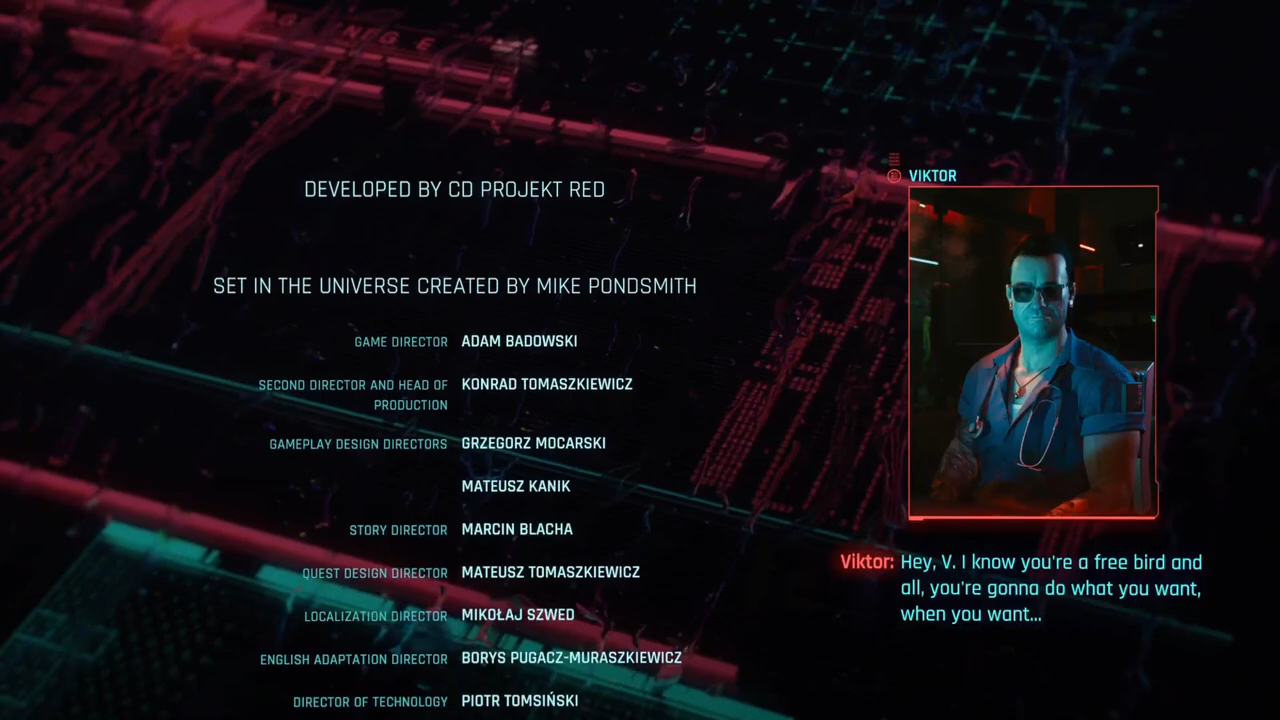 DEVELOPED BY CD PROJEKT RED
SET IN THE UNIVERSE CREATED BY MIKE PONDSMITH
GAME DIRECTOR ADAM BADOWSKI
SECOND DIRECTOR AND HEAD OF KONRAD TOMASZKIEWICZ
PRODUCTION
GAMEPLAY DESIGN DIRECTORS GRZEGORZ MOCARSKI
MATEUSZ KANIK
STORY DIRECTOR MARCIN BLACHA
QUEST DESIGN DIRECTOR MATEUSZ TOMASZKIEWICZ
LOCALIZATION DIRECTOR MIKOŁAJ SZWED
ENGLISH ADAPTATION DIRECTOR BORYS PUGACZ-MURASZKIEWICZ
DIRECTOR OF TECHNOLOGY PIOTR TOMSIŃSKI
VIKTOR
Viktor: Hey, V. I know you're a free bird and
all, you're gonna do what you want,
when you want...